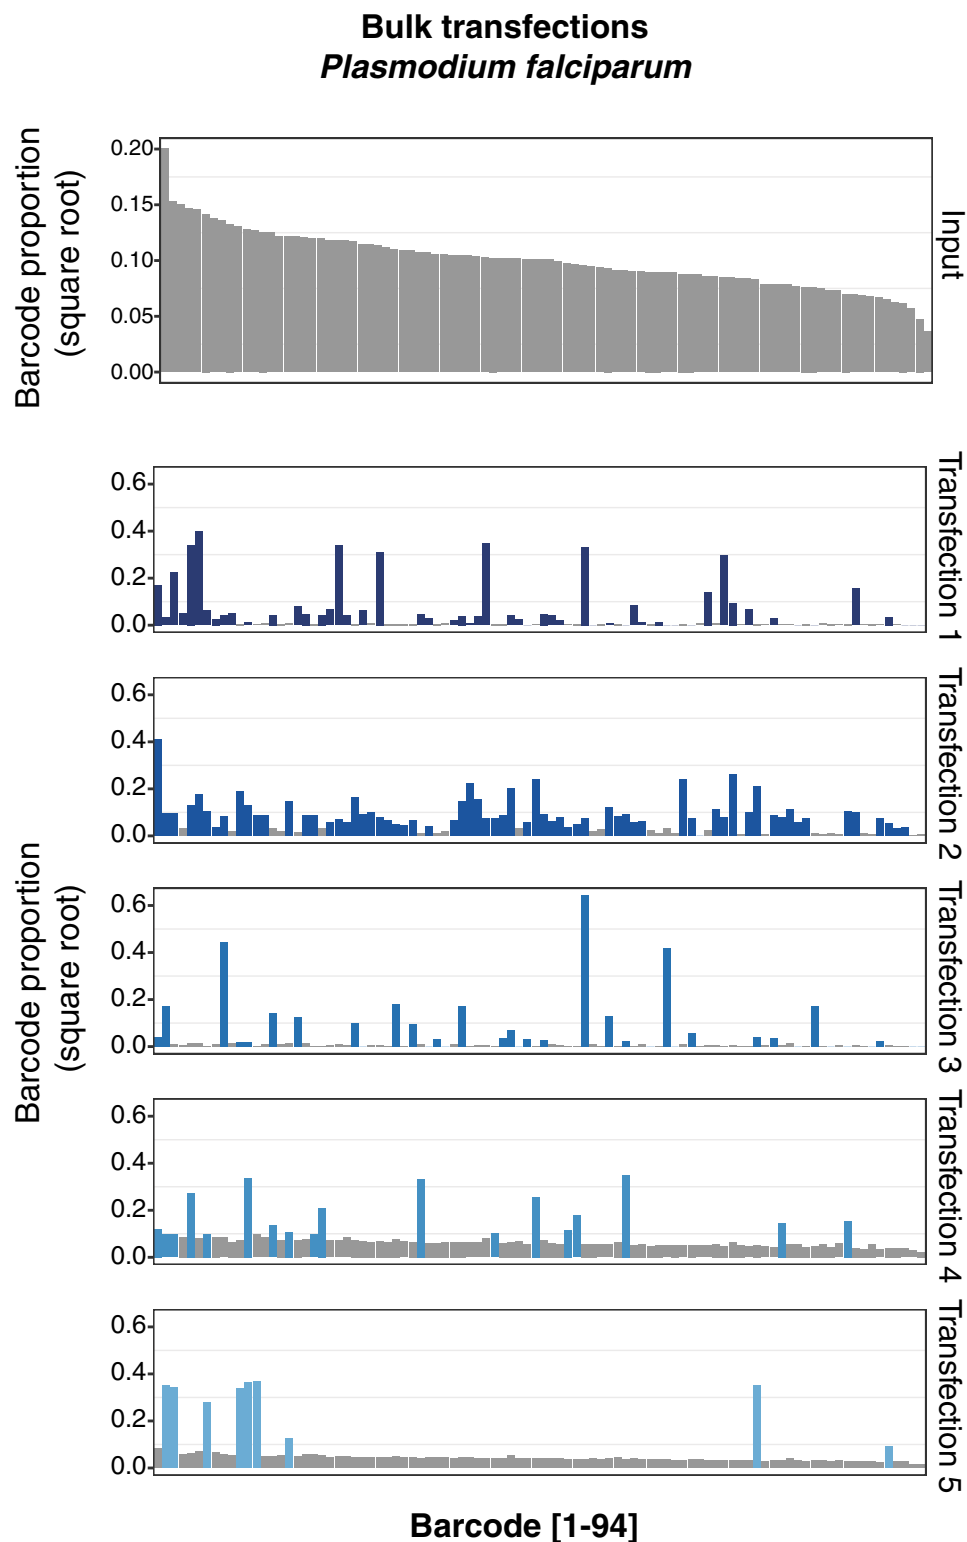 Bulk transfections
Plasmodium falciparum
Barcode proportion
(square root)
0.20
0.15
0.10
0.05
0.00
Input
0.6
0.4
0.2
0.0
Transfection 1
0.6
0.4
0.2
0.0
Transfection 2
Barcode proportion
(square root)
0.6
0.4
0.2
0.0
Transfection 3
0.6
0.4
0.2
0.0
Transfection 4
0.6
0.4
0.2
0.0
Transfection 5
Barcode [1-94]